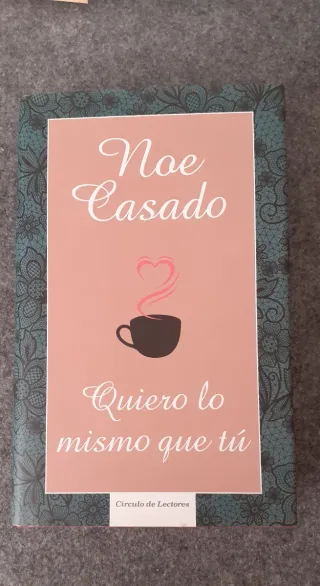 Noe
Casado
Quiero lo
mismo que tú
Círculo de Lectores